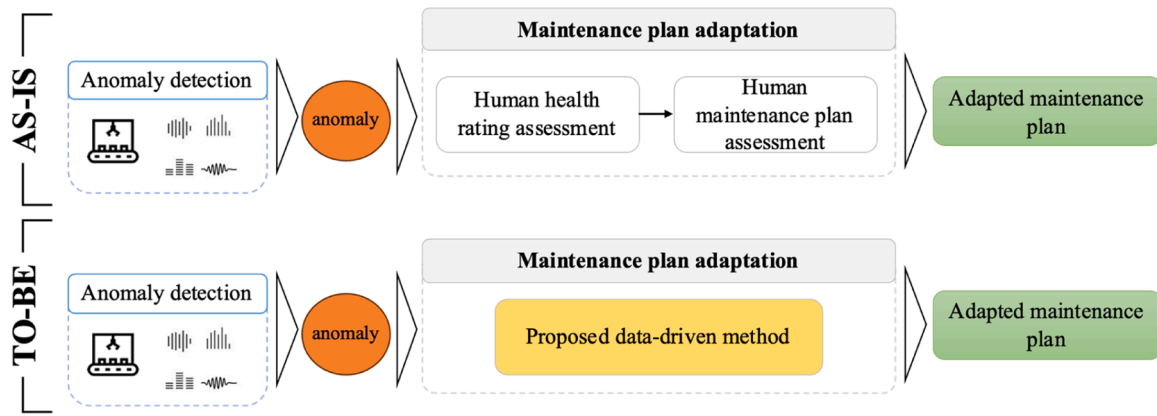 AS-IS
Anomaly detection
anomaly
Maintenance plan adaptation
Human health
rating assessment
Human
maintenance plan
assessment
Adapted maintenance
plan
TO-BE
Anomaly detection
anomaly
Maintenance plan adaptation
Proposed data-driven method
Adapted maintenance
plan